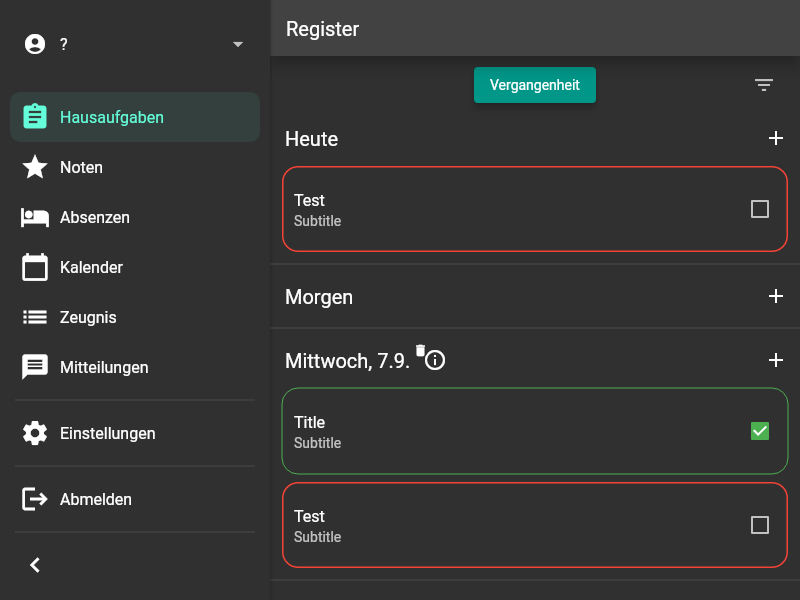 ?
Hausaufgaben
Noten
Absenzen
Kalender
Zeugnis
Mitteilungen
Einstellungen
Abmelden
Register
Vergangenheit
Heute
Test
Subtitle
Morgen
Mittwoch, 7.9.
Title
Subtitle
Test
Subtitle